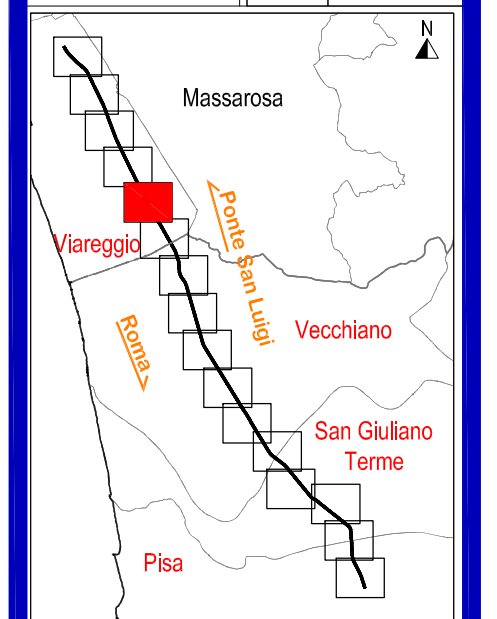 N
Massarosa
Ponte San Luigi
Viareggio
Roma
Vecchiano
San Giuliano
Terme
Pisa